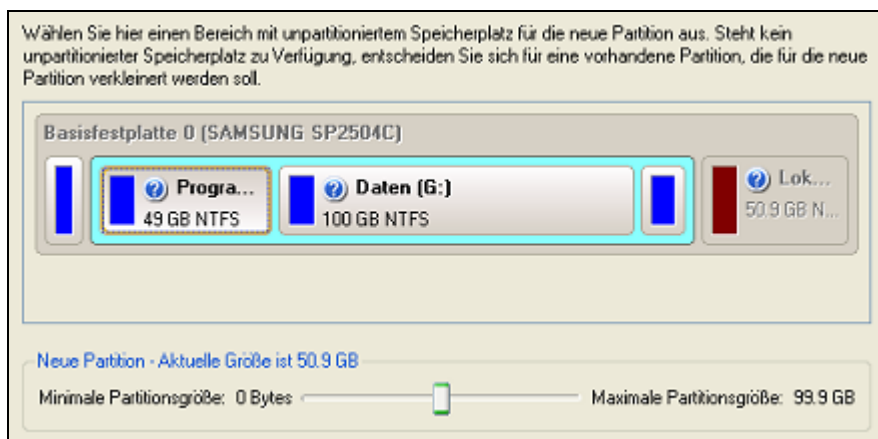 Wählen Sie hier einen Bereich mit unpartitioniertem Speicherplatz für die neue Partition aus. Steht kein
unpartitionierter Speicherplatz zu Verfügung, entscheiden Sie sich für eine vorhandene Partition, die für die neue
Partition verkleinert werden soll.
Basisfestplatte 0 (SAMSUNG SP2504C)
Progra...
49 GB NTFS
Daten (G:)
100 GB NTFS
Lok...
50.9 GB N...
Neue Partition - Aktuelle Größe ist 50.9 GB
Minimale Partitionsgröße: 0 Bytes
Maximale Partitionsgröße: 99.9 GB